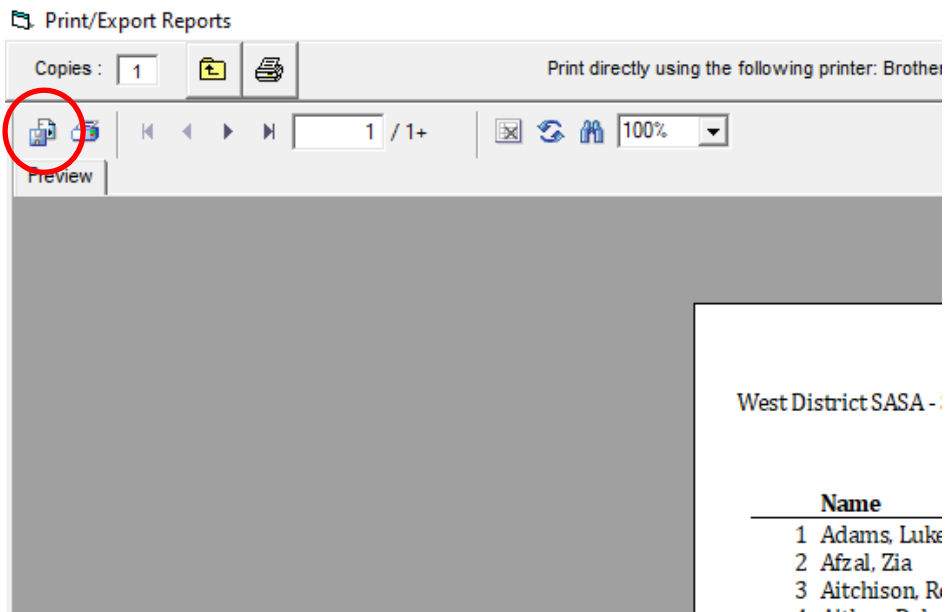 Print/Export Reports
Copies : 1 Print directly using the following printer: Brother
1 / 1+ 100%
Preview
West District SASA -
Name
1 Adams, Luke
2 Afzal, Zia
3 Aitchison, R
4